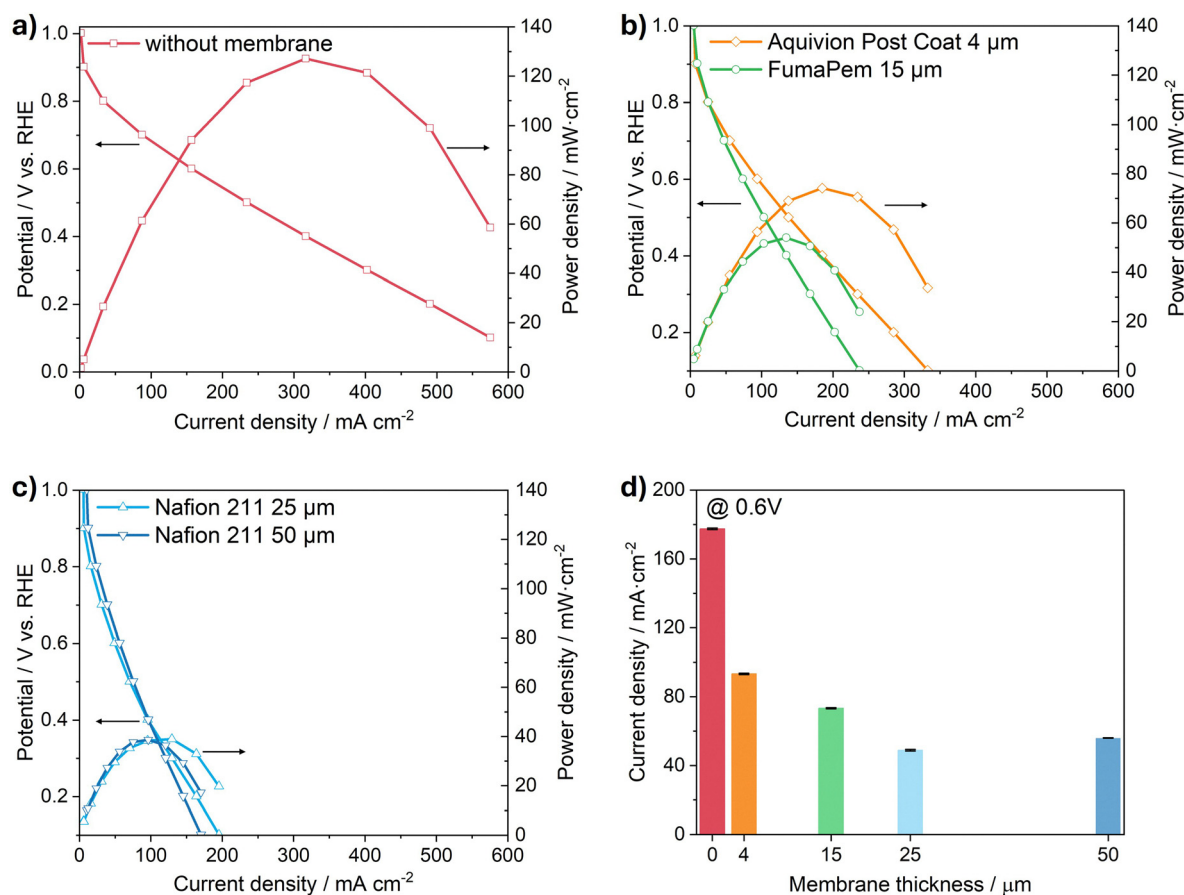 a)
without membrane
Potential / V vs. RHE
1.0
0.8
0.6
0.4
0.2
0.0
140
120
100
80
60
40
20
0
Power density / mW·cm⁻²
0 100 200 300 400 500 600
Current density / mA cm⁻²
b)
Aquivion Post Coat 4 µm
FumaPem 15 µm
Potential / V vs. RHE
1.0
0.8
0.6
0.4
0.2
140
120
100
80
60
40
20
0
Power density / mW·cm⁻²
0 100 200 300 400 500 600
Current density / mA cm⁻²
c)
Nafion 211 25 µm
Nafion 211 50 µm
Potential / V vs. RHE
1.0
0.8
0.6
0.4
0.2
140
120
100
80
60
40
20
0
Power density / mW·cm⁻²
0 100 200 300 400 500 600
Current density / mA cm⁻²
d)
@ 0.6V
Current density / mA·cm⁻²
200
160
120
80
40
0
0 4 15 25 50
Membrane thickness / µm